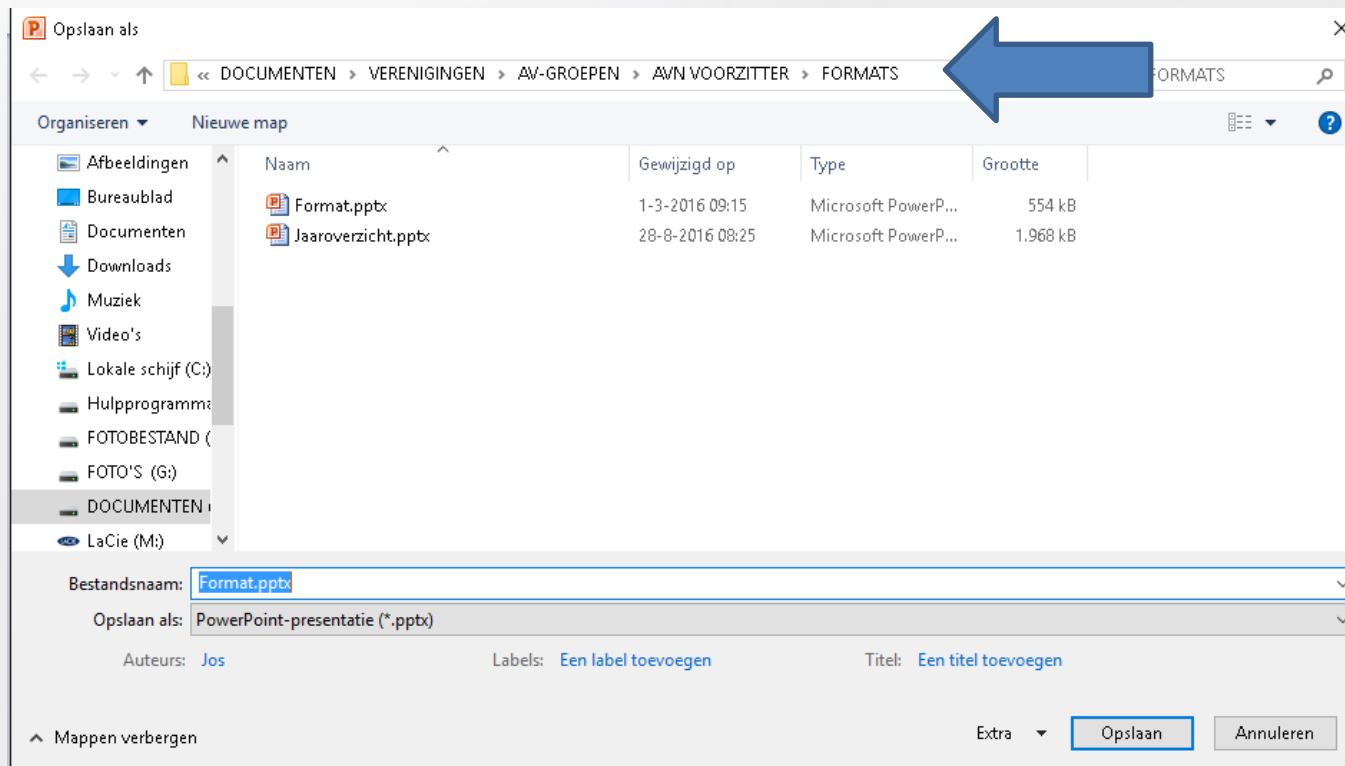 Opslaan als
« DOCUMENTEN > VERENIGINGEN > AV-GROEPEN > AVN VOORZITTER > FORMATS
FORMATS
Organiseren Nieuwe map
Naam Gewijzigd op Type Grootte
Format.pptx 1-3-2016 09:15 Microsoft PowerP... 554 kB
Jaaroverzicht.pptx 28-8-2016 08:25 Microsoft PowerP... 1.968 kB
Afbeeldingen
Bureaublad
Documenten
Downloads
Muziek
Video's
Lokale schijf (C:)
Hulpprogramma
FOTOBESTAND (
FOTO'S (G:)
DOCUMENTEN
LaCie (M:)
Bestandsnaam: Format.pptx
Opslaan als: PowerPoint-presentatie (*.pptx)
Auteurs: Jos Labels: Een label toevoegen Titel: Een titel toevoegen
Mappen verbergen Extra Opslaan Annuleren